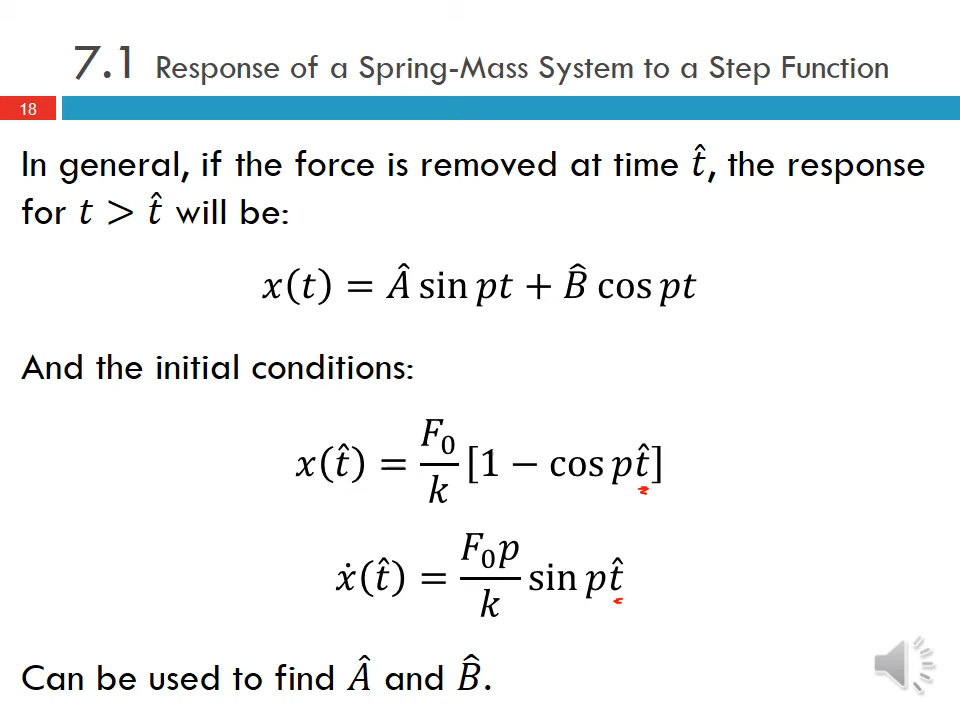 7.1 Response of a Spring-Mass System to a Step Function
18
In general, if the force is removed at time t̂, the response
for t > t̂ will be:
x(t) = Â sin pt + B̂ cos pt
And the initial conditions:
x(t̂) = F₀/k [1 − cos pt̂]
ẋ(t̂) = F₀p/k sin pt̂
Can be used to find Â and B̂.